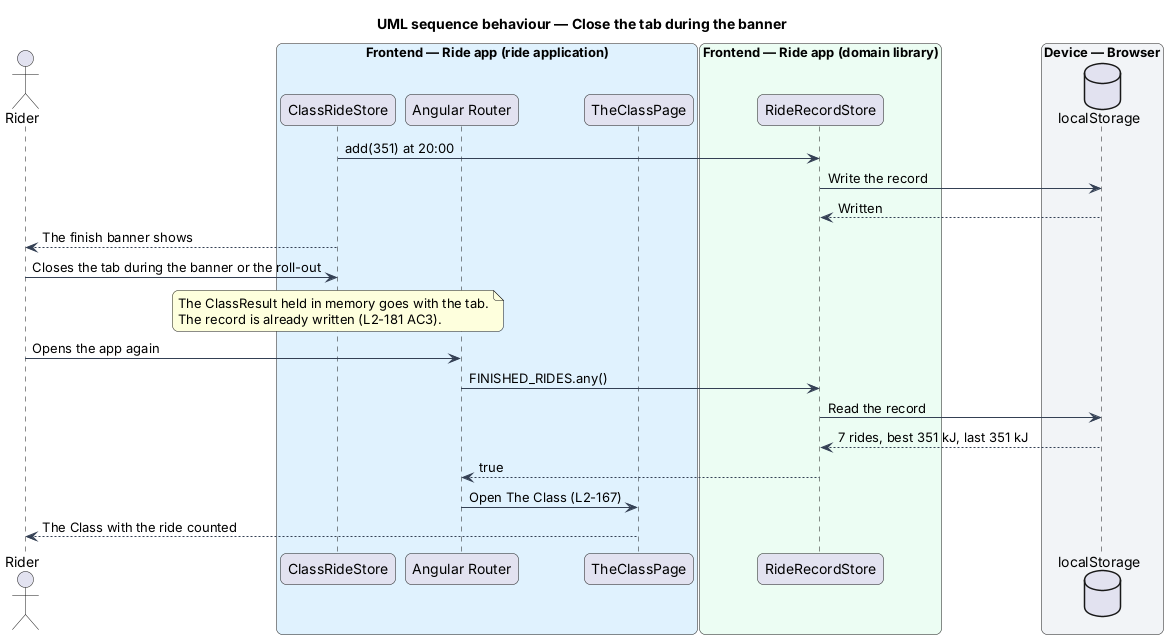 UML sequence behaviour — Close the tab during the banner
Frontend — Ride app (ride application)
Frontend — Ride app (domain library)
Device — Browser
Rider
ClassRideStore
Angular Router
TheClassPage
RideRecordStore
localStorage
add(351) at 20:00
Write the record
Written
The finish banner shows
Closes the tab during the banner or the roll-out
The ClassResult held in memory goes with the tab.
The record is already written (L2-181 AC3).
Opens the app again
FINISHED_RIDES.any()
Read the record
7 rides, best 351 kJ, last 351 kJ
true
Open The Class (L2-167)
The Class with the ride counted
Rider
ClassRideStore
Angular Router
TheClassPage
RideRecordStore
localStorage